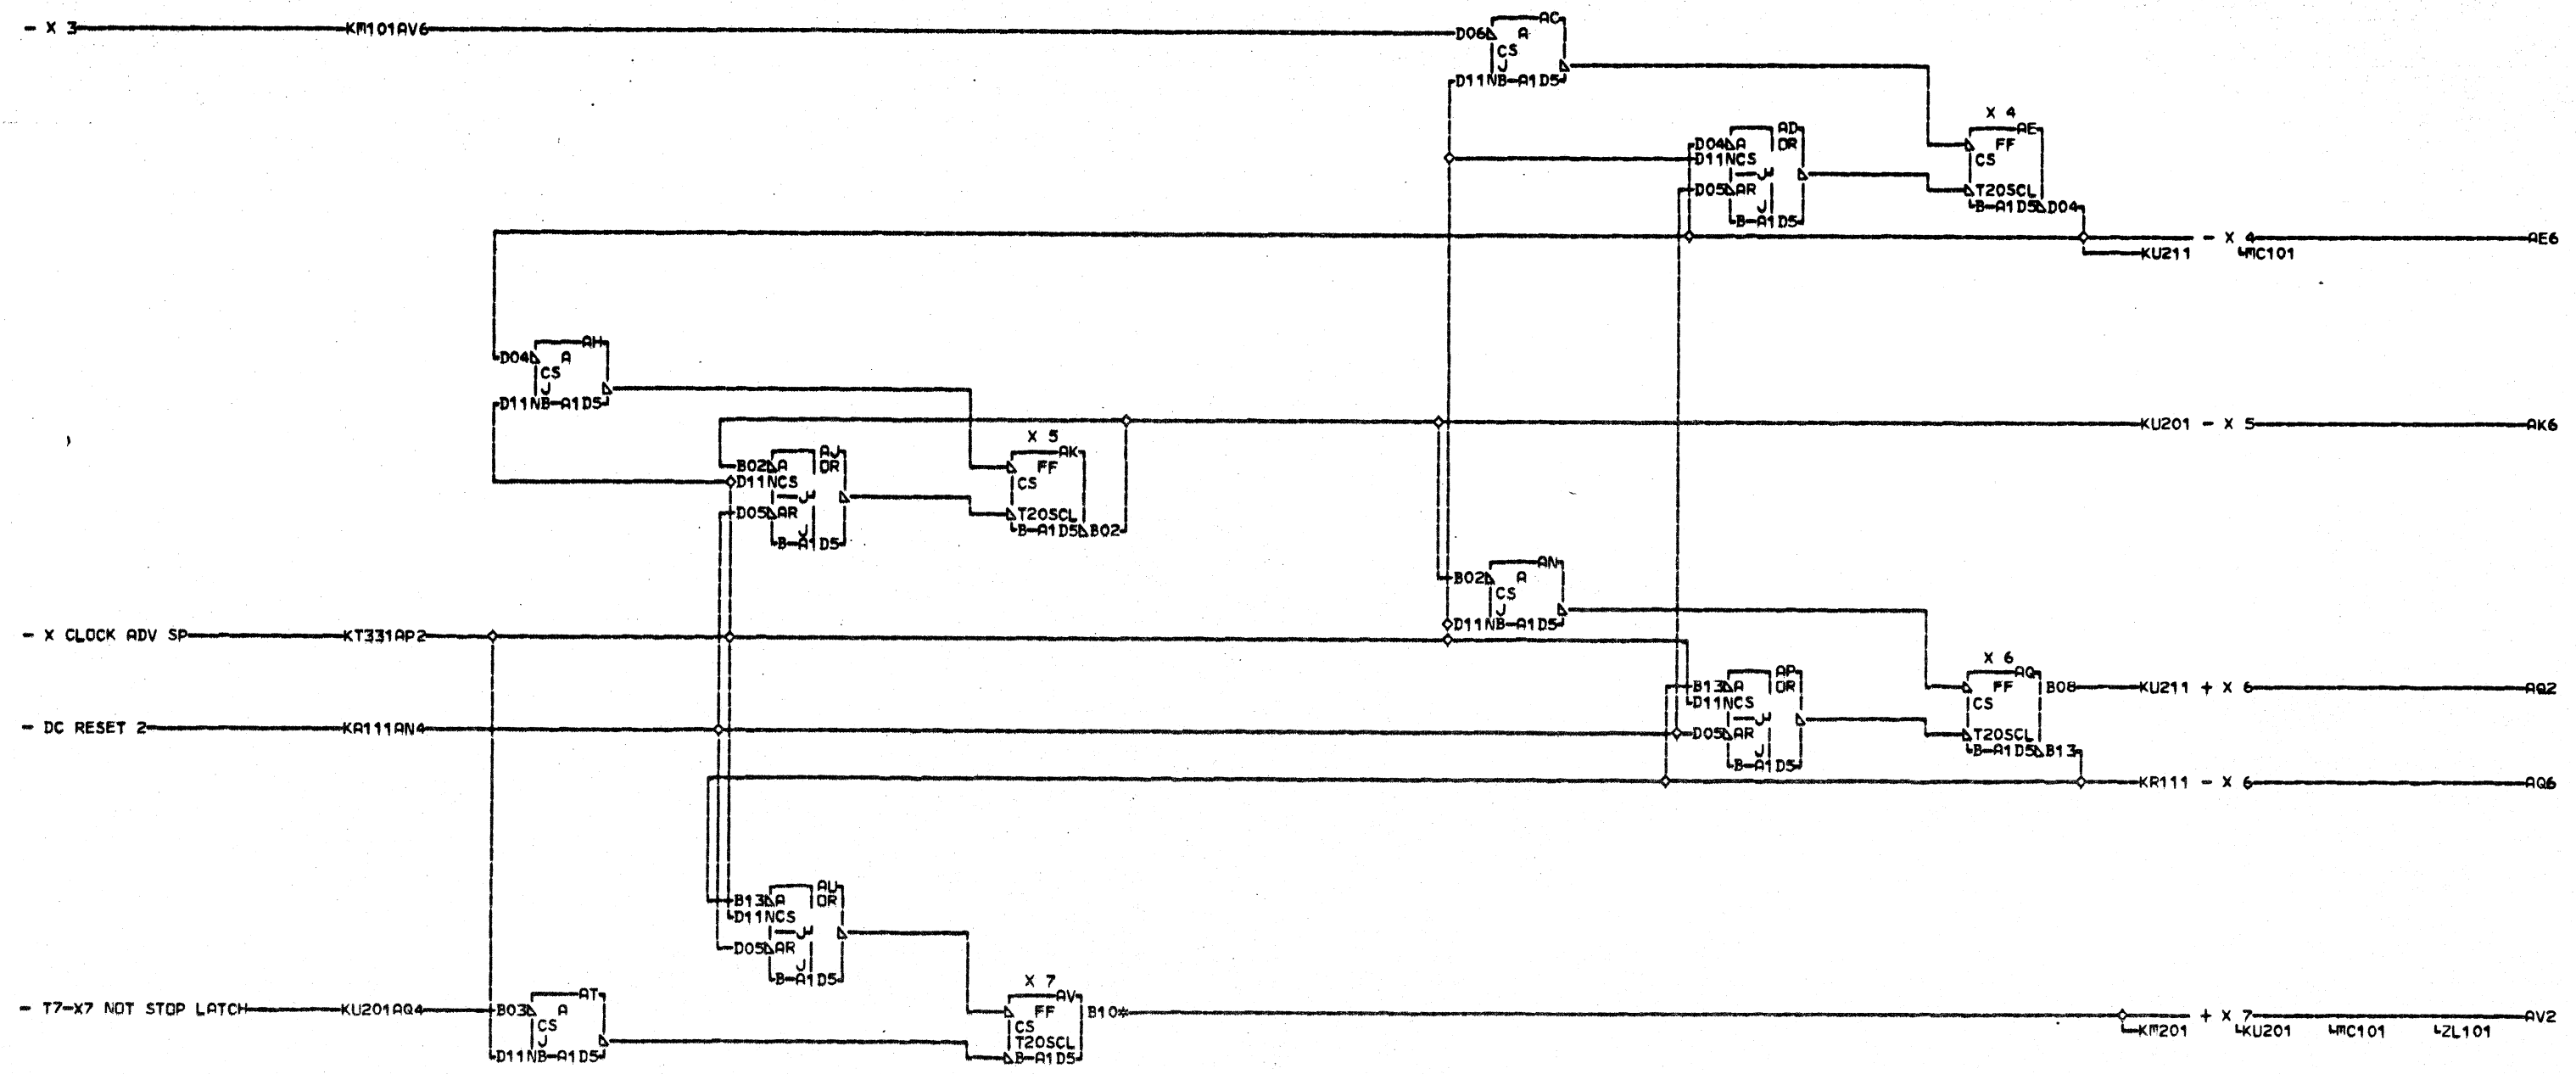 - X 3 KM101AV6 D06 A AC
CS
J
D11NB-A1D5
X 4
AD AE
D04 A OR FF
D11NCS CS
J
D05 AR T20SCL
J B-A1D5 D04
B-A1D5
- X 4 AE6
KU211 MC101
AH
D04 A
CS
J
D11NB-A1D5
KU201 - X 5 AK6
X 5
AJ AK
B02 A OR FF
D11NCS CS
J
D05 AR T20SCL
J B-A1D5 B02
B-A1D5
AN
B02 A
CS
J
D11NB-A1D5
- X CLOCK ADV SP KT331AP2
X 6
AP AQ
B13 A OR FF B08 KU211 + X 6 AQ2
D11NCS CS
J
- DC RESET 2 KA111AN4 D05 AR T20SCL
J B-A1D5 B13
B-A1D5
KR111 - X 6 AQ6
AU
B13 A OR
D11NCS
J
D05 AR
J
B-A1D5
X 7
AT AV
- T7-X7 NOT STOP LATCH KU201AQ4 B03 A FF B10* + X 7 AV2
CS CS KM201 KU201 MC101 ZL101
J T20SCL
D11NB-A1D5 B-A1D5